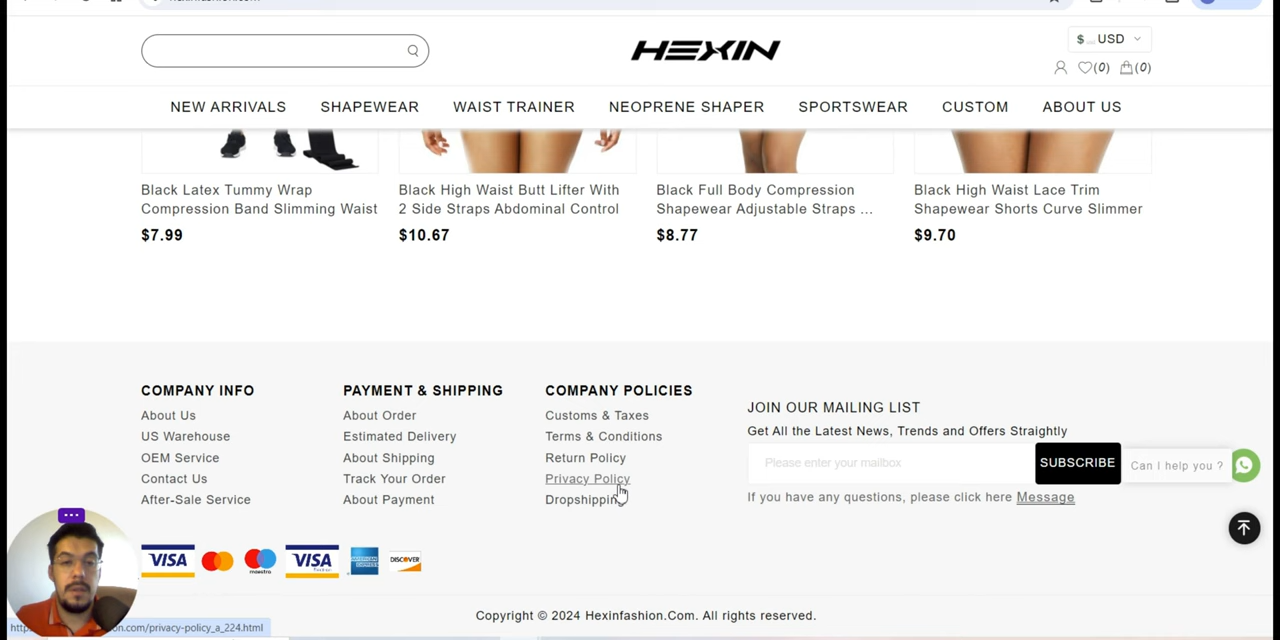 HEXIN
$ USD
(0) (0)
NEW ARRIVALS SHAPEWEAR WAIST TRAINER NEOPRENE SHAPER SPORTSWEAR CUSTOM ABOUT US
Black Latex Tummy Wrap
Compression Band Slimming Waist
$7.99
Black High Waist Butt Lifter With
2 Side Straps Abdominal Control
$10.67
Black Full Body Compression
Shapewear Adjustable Straps ...
$8.77
Black High Waist Lace Trim
Shapewear Shorts Curve Slimmer
$9.70
COMPANY INFO
About Us
US Warehouse
OEM Service
Contact Us
After-Sale Service
PAYMENT & SHIPPING
About Order
Estimated Delivery
About Shipping
Track Your Order
About Payment
COMPANY POLICIES
Customs & Taxes
Terms & Conditions
Return Policy
Privacy Policy
Dropshipping
JOIN OUR MAILING LIST
Get All the Latest News, Trends and Offers Straightly
Please enter your mailbox
SUBSCRIBE
Can I help you ?
If you have any questions, please click here Message
VISA
maestro
VISA
DISCOVER
Copyright © 2024 Hexinfashion.Com. All rights reserved.
.com/privacy-policy_a_224.html